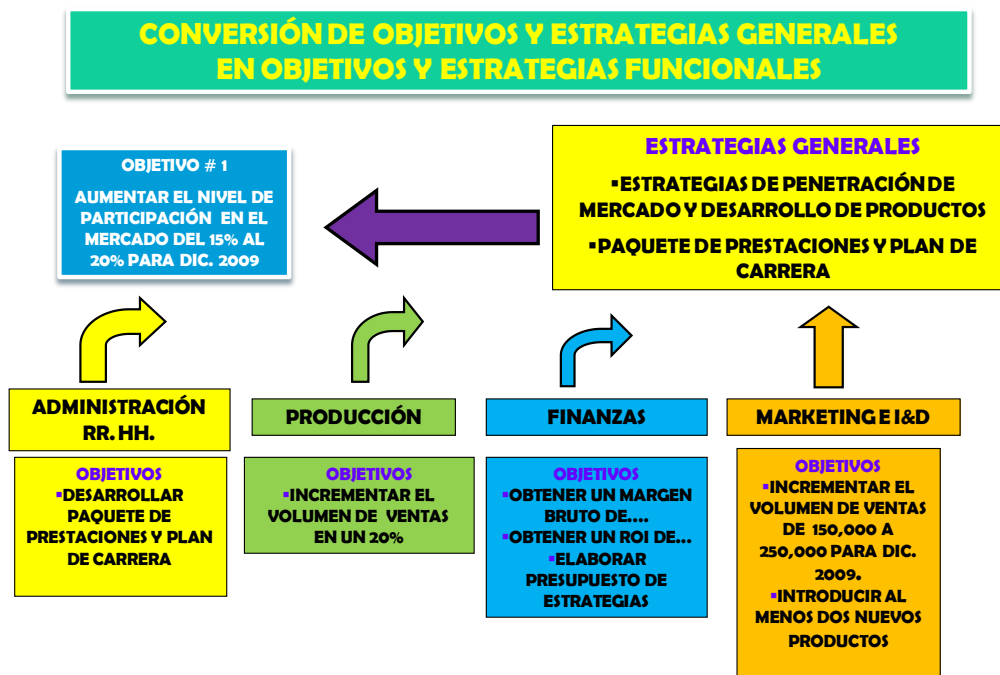 CONVERSIÓN DE OBJETIVOS Y ESTRATEGIAS GENERALES
EN OBJETIVOS Y ESTRATEGIAS FUNCIONALES
OBJETIVO # 1
AUMENTAR EL NIVEL DE
PARTICIPACIÓN EN EL
MERCADO DEL 15% AL
20% PARA DIC. 2009
ESTRATEGIAS GENERALES
▪ESTRATEGIAS DE PENETRACIÓN DE
MERCADO Y DESARROLLO DE PRODUCTOS
▪PAQUETE DE PRESTACIONES Y PLAN DE
CARRERA
ADMINISTRACIÓN
RR. HH.
OBJETIVOS
▪DESARROLLAR
PAQUETE DE
PRESTACIONES Y PLAN
DE CARRERA
PRODUCCIÓN
OBJETIVOS
▪INCREMENTAR EL
VOLUMEN DE VENTAS
EN UN 20%
FINANZAS
OBJETIVOS
▪OBTENER UN MARGEN
BRUTO DE....
▪OBTENER UN ROI DE...
▪ELABORAR
PRESUPUESTO DE
ESTRATEGIAS
MARKETING E I&D
OBJETIVOS
▪INCREMENTAR EL
VOLUMEN DE VENTAS
DE 150,000 A
250,000 PARA DIC.
2009.
▪INTRODUCIR AL
MENOS DOS NUEVOS
PRODUCTOS